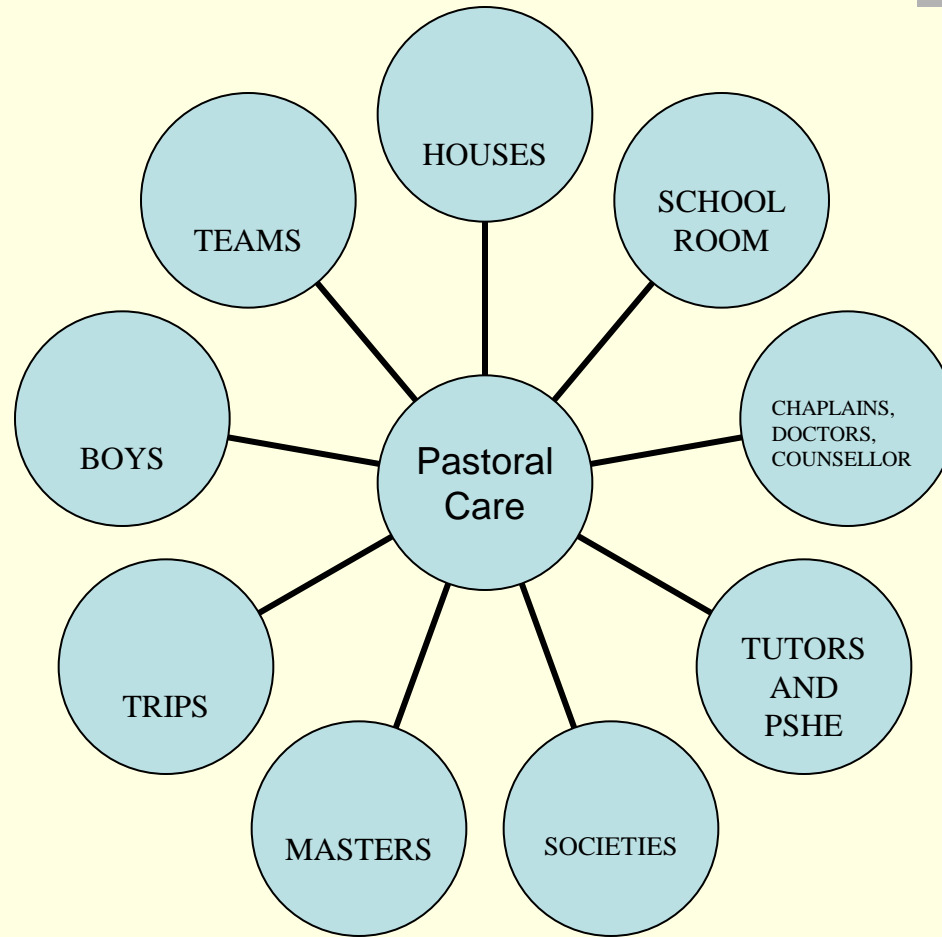 HOUSES
SCHOOL
ROOM
CHAPLAINS,
DOCTORS,
COUNSELLOR
TUTORS
AND
PSHE
SOCIETIES
MASTERS
TRIPS
BOYS
TEAMS
Pastoral
Care